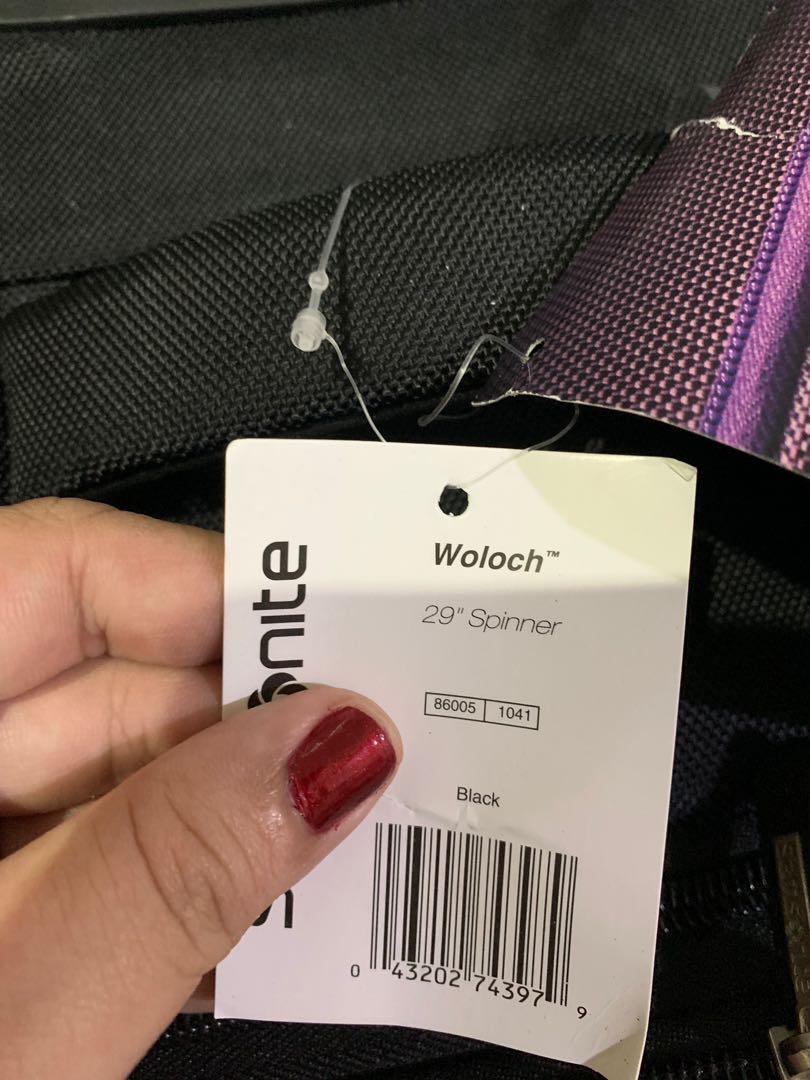 Woloch™
29" Spinner
86005 1041
Black
0 43202 74397 9